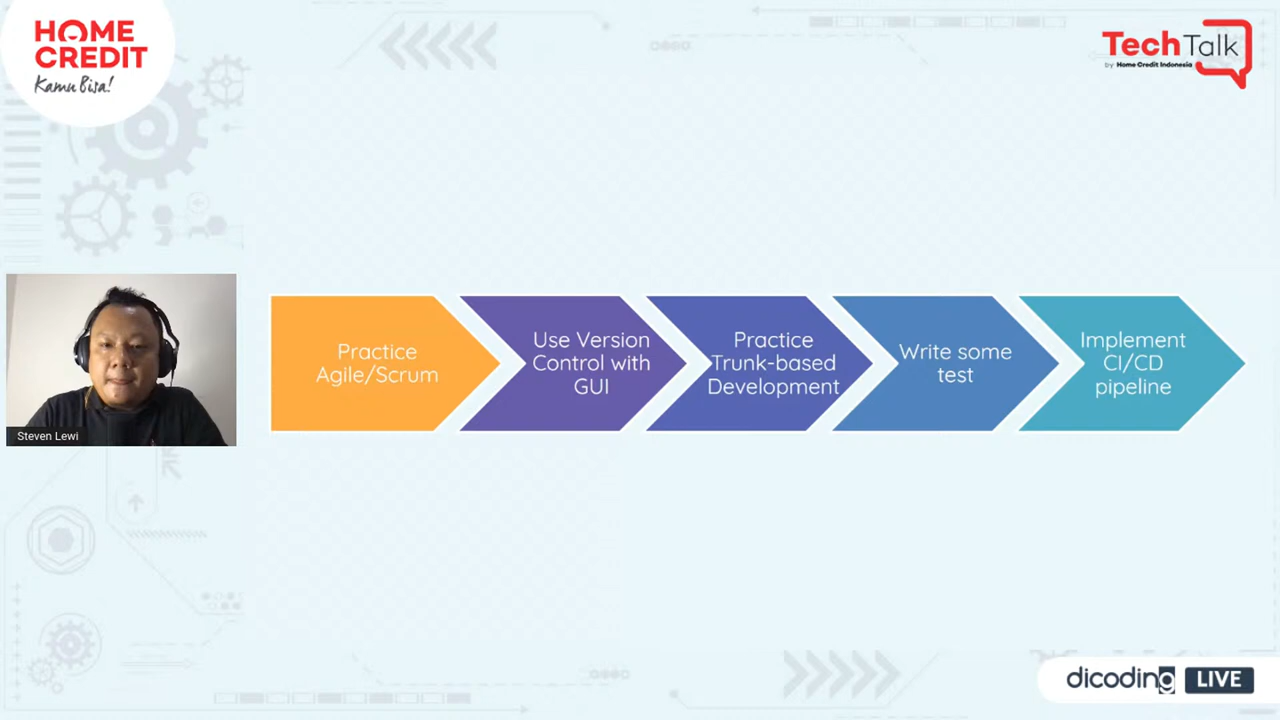 HOME
CREDIT
Kamu Bisa!
TechTalk
by Home Credit Indonesia
Steven Lewi
Practice
Agile/Scrum
Use Version
Control with
GUI
Practice
Trunk-based
Development
Write some
test
Implement
CI/CD
pipeline
dicoding LIVE